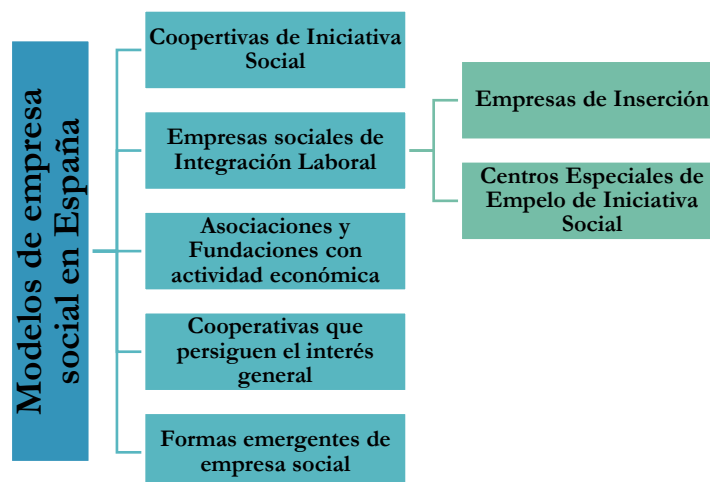 Modelos de empresa
social en España
Coopertivas de Iniciativa
Social
Empresas sociales de
Integración Laboral
Empresas de Inserción
Centros Especiales de
Empelo de Iniciativa
Social
Asociaciones y
Fundaciones con
actividad económica
Cooperativas que
persiguen el interés
general
Formas emergentes de
empresa social